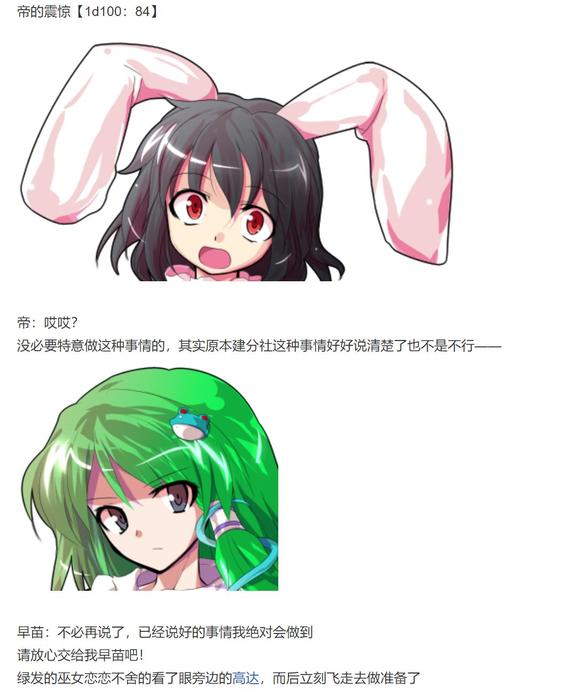 帝的震惊【1d100：84】
帝：哎哎？
没必要特意做这种事情的，其实原本建分社这种事情好好说清楚了也不是不行——
早苗：不必再说了，已经说好的事情我绝对会做到
请放心交给我早苗吧！
绿发的巫女恋恋不舍的看了眼旁边的高达，而后立刻飞走去做准备了